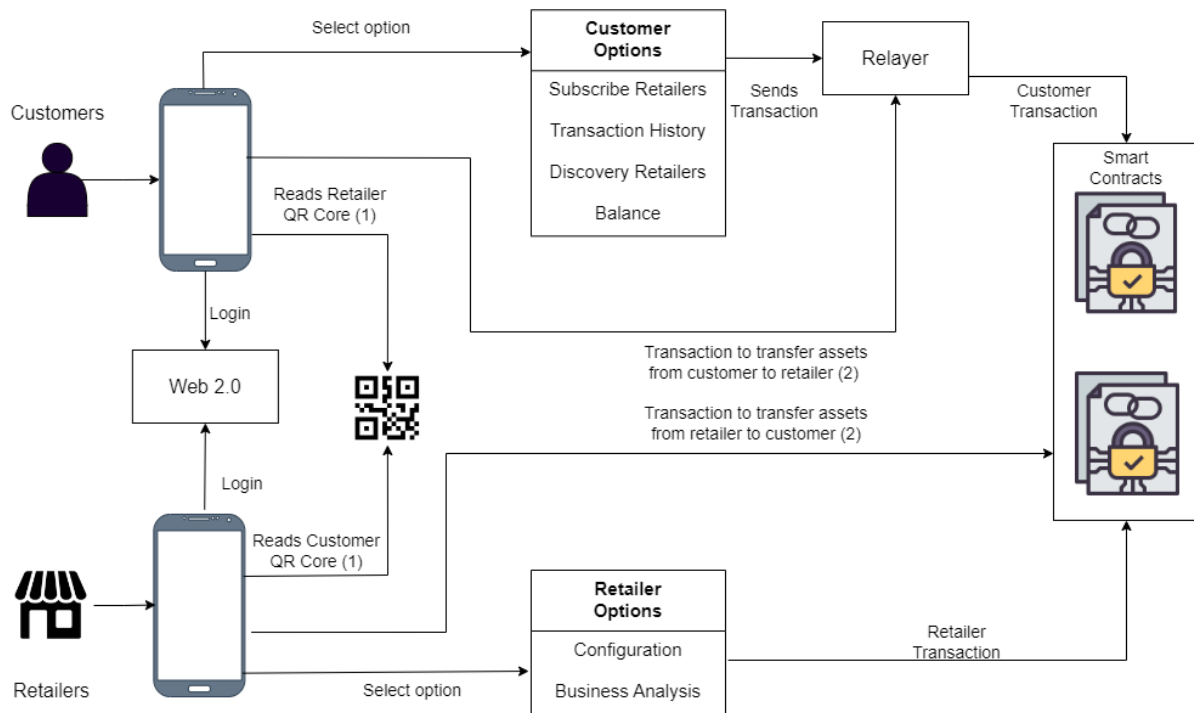 Select option
Customer
Options
Subscribe Retailers
Transaction History
Discovery Retailers
Balance
Sends
Transaction
Relayer
Customer
Transaction
Smart
Contracts
Customers
Reads Retailer
QR Core (1)
Login
Web 2.0
Transaction to transfer assets
from customer to retailer (2)
Transaction to transfer assets
from retailer to customer (2)
Login
Reads Customer
QR Core (1)
Retailers
Select option
Retailer
Options
Configuration
Business Analysis
Retailer
Transaction